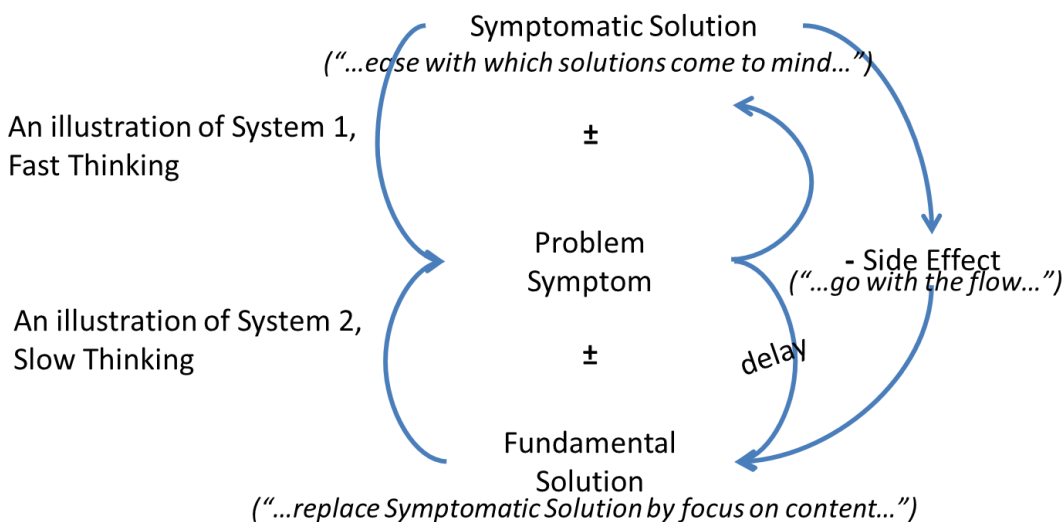 Symptomatic Solution
(“…ease with which solutions come to mind…”)
An illustration of System 1,
Fast Thinking
±
Problem
Symptom
- Side Effect
(“…go with the flow…”)
An illustration of System 2,
Slow Thinking
±
delay
Fundamental
Solution
(“…replace Symptomatic Solution by focus on content…”)